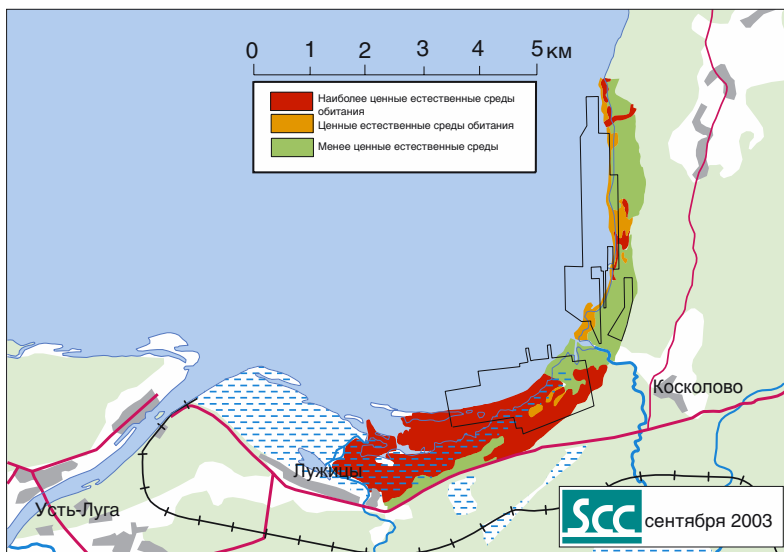 0 1 2 3 4 5 км
Наиболее ценные естественные среды
обитания
Ценные естественные среды обитания
Менее ценные естественные среды
Косколово
Лужицы
Усть-Луга
Scc сентября 2003